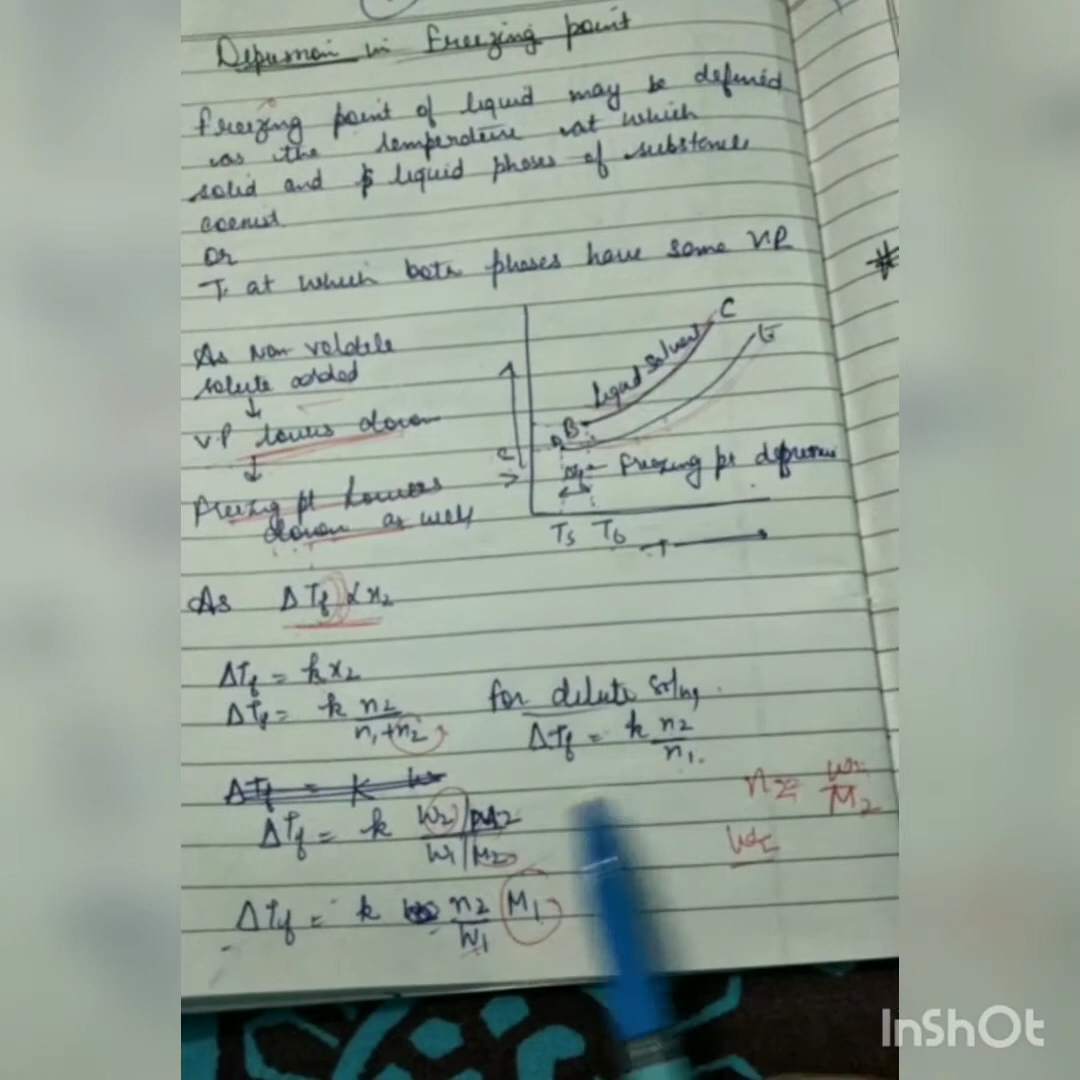 Depression in freezing point
freezing point of liquid may be defined
as the temperature at which
solid and liquid phases of substance
coexist
Or
T. at which both phases have same V.P
#
As Non volatile
solute added
↓
V.P lowers down
↓
freezing pt lowers
down as well
C
E
liquid solvent
B
ΔTf
freezing pt depression
Ts T0
T →
As ΔTf ∝ x2
ΔTf = k x2
ΔTf = k n2/(n1+n2)
for dilute soln,
ΔTf = k n2/n1.
ΔTf = k w2/M2 / w1/M2
n2 = w2/M2
ΔTf = k n2/W1 M1
InShOt